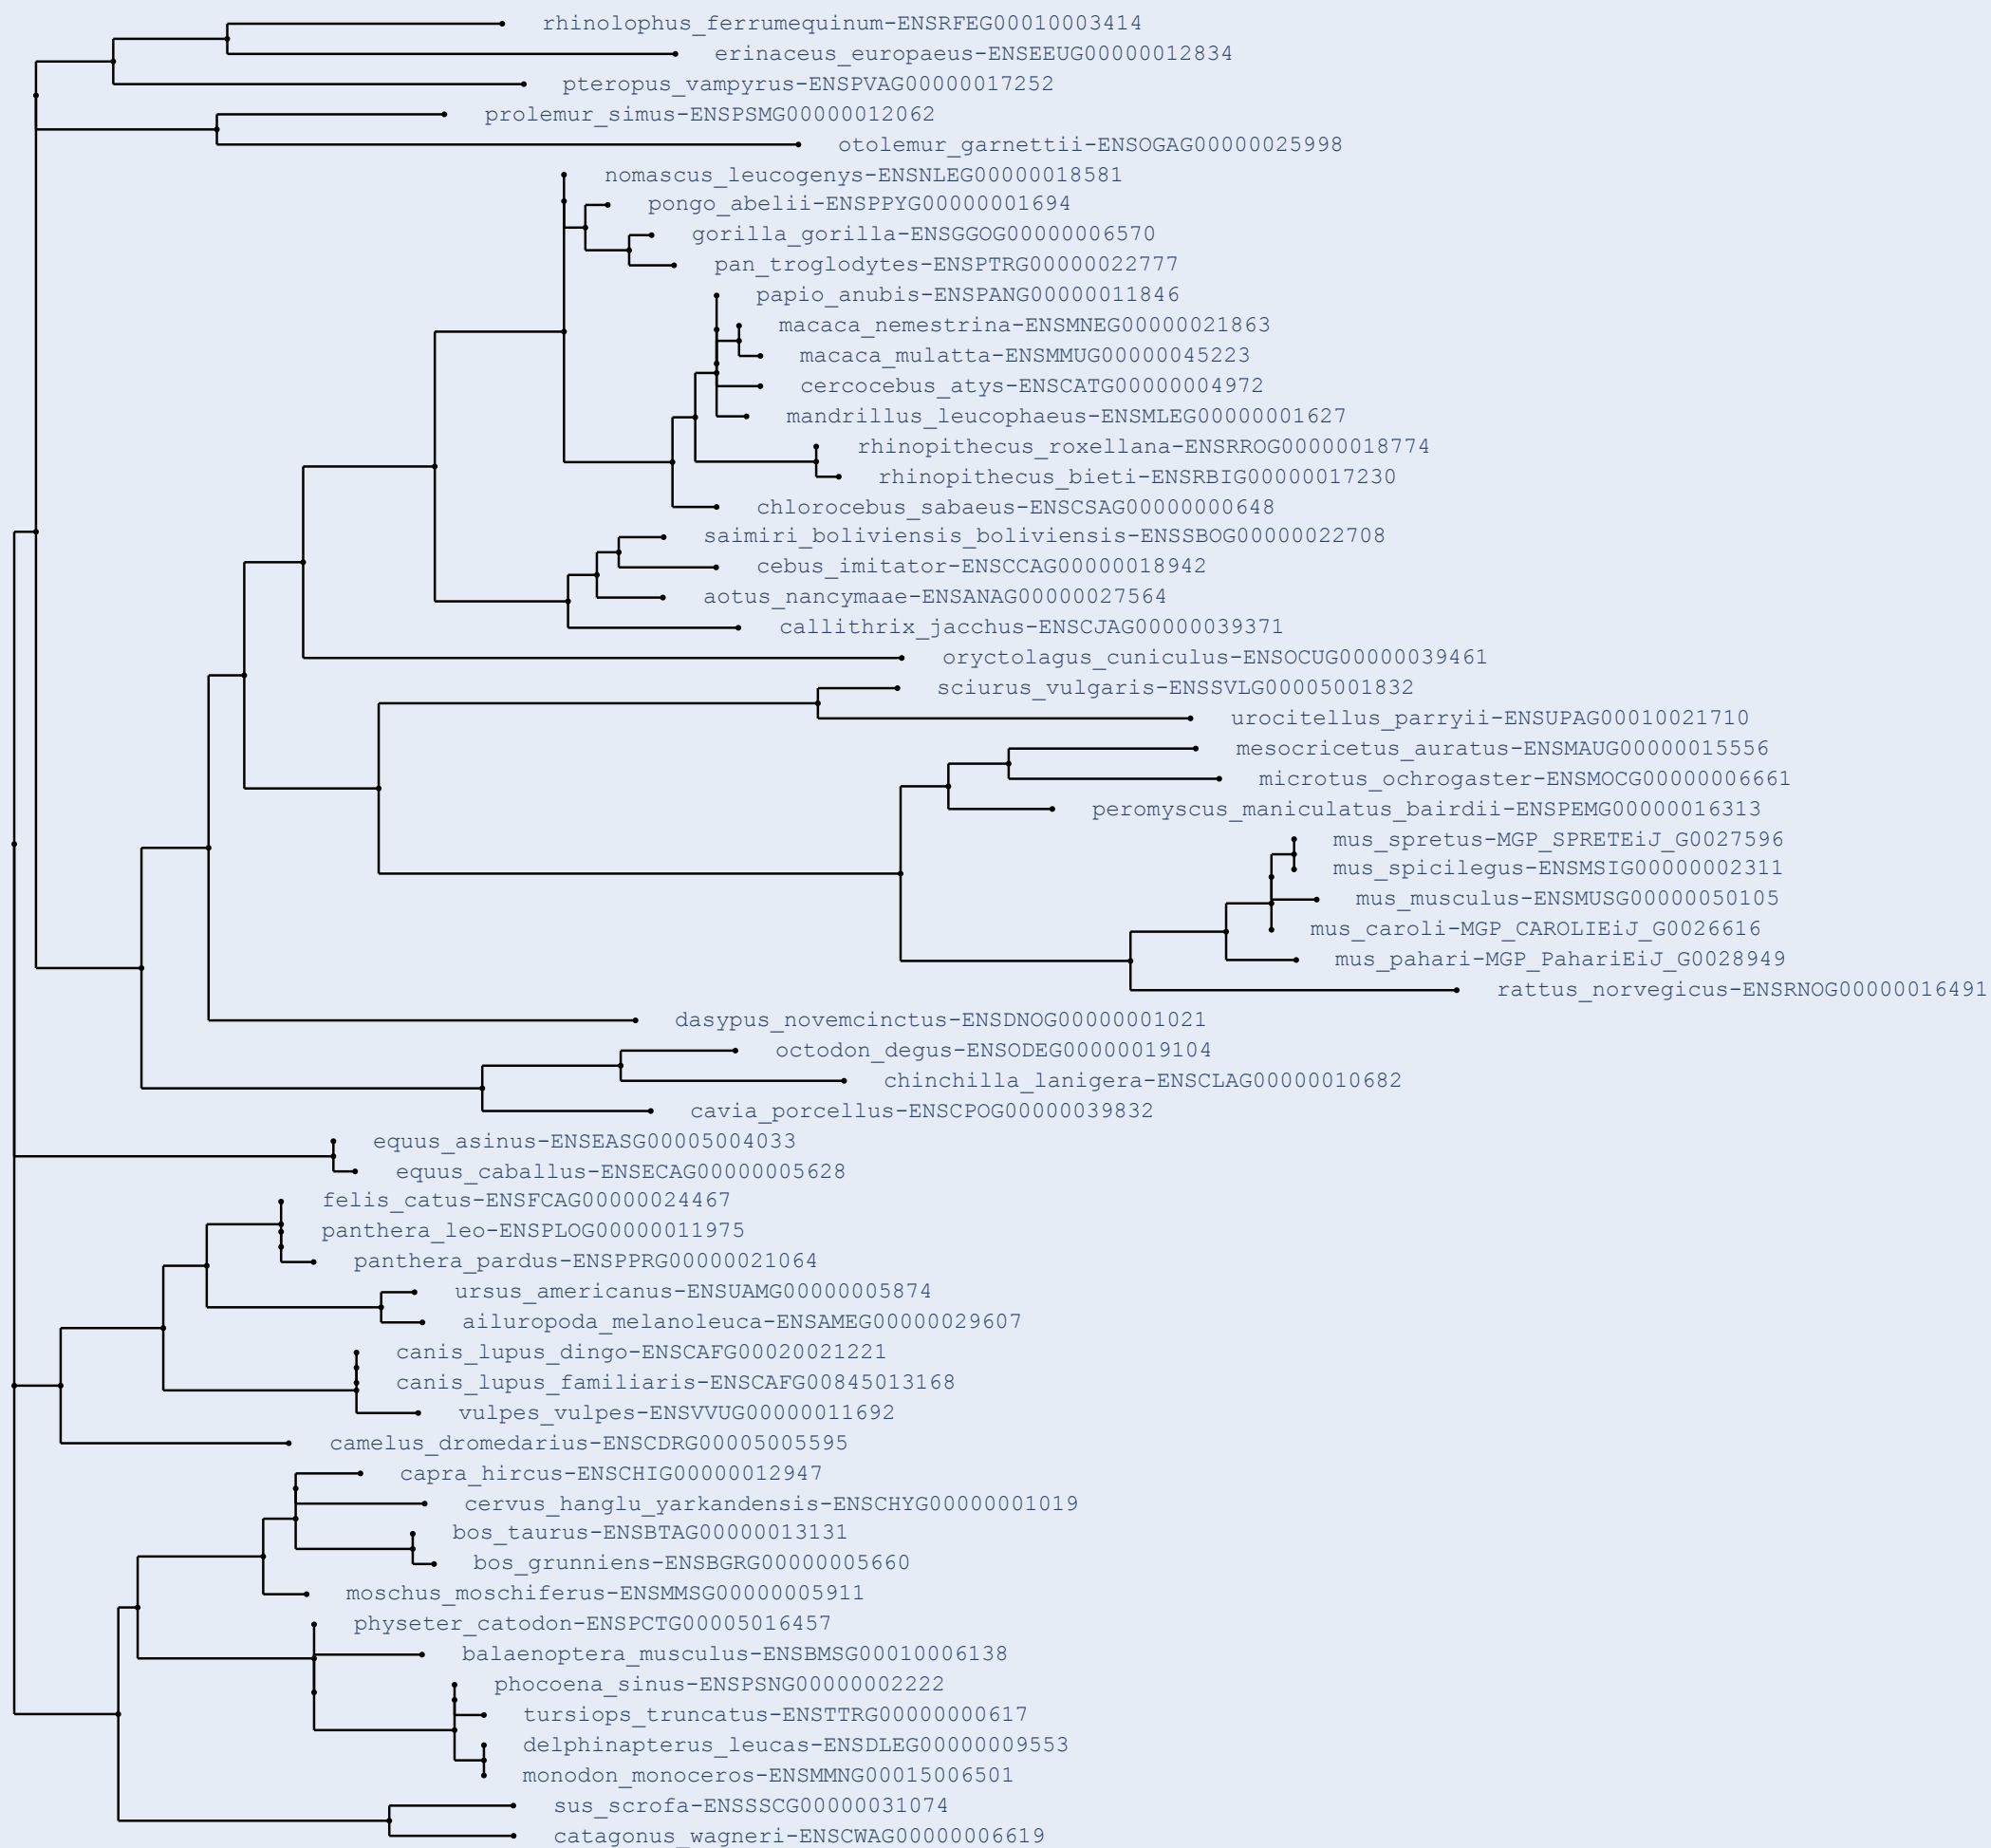 rhinolophus_ferrumequinum-ENSRFEG00010003414
erinaceus_europaeus-ENSEEUG00000012834
pteropus_vampyrus-ENSPVAG00000017252
prolemur_simus-ENSPSMG00000012062
otolemur_garnettii-ENSOGAG00000025998
nomascus_leucogenys-ENSNLEG00000018581
pongo_abelii-ENSPPYG00000001694
gorilla_gorilla-ENSGGOG00000006570
pan_troglodytes-ENSPTRG00000022777
papio_anubis-ENSPANG00000011846
macaca_nemestrina-ENSMNEG00000021863
macaca_mulatta-ENSMMUG00000045223
cercocebus_atys-ENSCATG00000004972
mandrillus_leucophaeus-ENSMLEG00000001627
rhinopithecus_roxellana-ENSRROG00000018774
rhinopithecus_bieti-ENSRBIG00000017230
chlorocebus_sabaeus-ENSCSAG00000000648
saimiri_boliviensis_boliviensis-ENSSBOG00000022708
cebus_imitator-ENSCCAG00000018942
aotus_nancymaae-ENSANAG00000027564
callithrix_jacchus-ENSCJAG00000039371
oryctolagus_cuniculus-ENSOCUG00000039461
sciurus_vulgaris-ENSSVLG00005001832
urocitellus_parryii-ENSUPAG00010021710
mesocricetus_auratus-ENSMAUG00000015556
microtus_ochrogaster-ENSMOCG00000006661
peromyscus_maniculatus_bairdii-ENSPEMG00000016313
mus_spretus-MGP_SPRETEiJ_G0027596
mus_spicilegus-ENSMSIG00000002311
mus_musculus-ENSMUSG00000050105
mus_caroli-MGP_CAROLIEiJ_G0026616
mus_pahari-MGP_PahariEiJ_G0028949
rattus_norvegicus-ENSRNOG00000016491
dasypus_novemcinctus-ENSDNOG00000001021
octodon_degus-ENSODEG00000019104
chinchilla_lanigera-ENSCLAG00000010682
cavia_porcellus-ENSCPOG00000039832
equus_asinus-ENSEASG00005004033
equus_caballus-ENSECAG00000005628
felis_catus-ENSFCAG00000024467
panthera_leo-ENSPLOG00000011975
panthera_pardus-ENSPPRG00000021064
ursus_americanus-ENSUAMG00000005874
ailuropoda_melanoleuca-ENSAMEG00000029607
canis_lupus_dingo-ENSCAFG00020021221
canis_lupus_familiaris-ENSCAFG00845013168
vulpes_vulpes-ENSVVUG00000011692
camelus_dromedarius-ENSCDRG00005005595
capra_hircus-ENSCHIG00000012947
cervus_hanglu_yarkandensis-ENSCHYG00000001019
bos_taurus-ENSBTAG00000013131
bos_grunniens-ENSBGRG00000005660
moschus_moschiferus-ENSMMSG00000005911
physeter_catodon-ENSPCTG00005016457
balaenoptera_musculus-ENSBMSG00010006138
phocoena_sinus-ENSPSNG00000002222
tursiops_truncatus-ENSTTRG00000000617
delphinapterus_leucas-ENSDLEG00000009553
monodon_monoceros-ENSMMNG00015006501
sus_scrofa-ENSSSCG00000031074
catagonus_wagneri-ENSCWAG00000006619